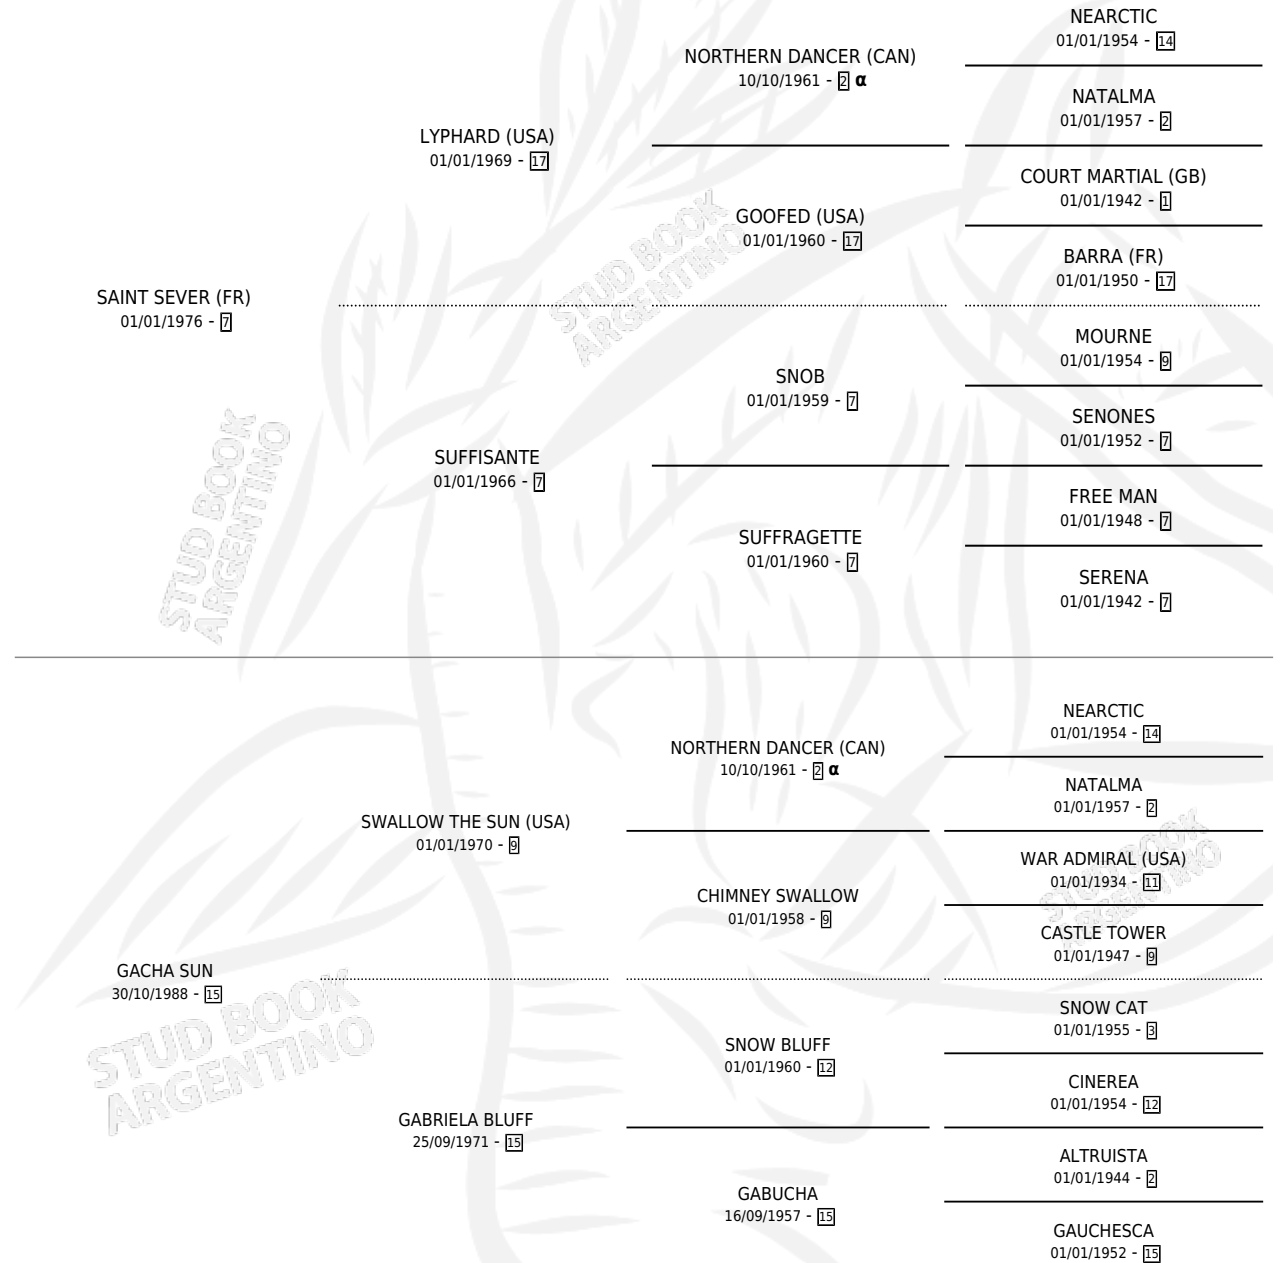 NEARCTIC
01/01/1954 - 14
NORTHERN DANCER (CAN)
10/10/1961 - 2 α
NATALMA
01/01/1957 - 2
LYPHARD (USA)
01/01/1969 - 17
COURT MARTIAL (GB)
01/01/1942 - 1
GOOFED (USA)
01/01/1960 - 17
BARRA (FR)
01/01/1950 - 17
SAINT SEVER (FR)
01/01/1976 - 7
MOURNE
01/01/1954 - 9
SNOB
01/01/1959 - 7
SENONES
01/01/1952 - 7
SUFFISANTE
01/01/1966 - 7
FREE MAN
01/01/1948 - 7
SUFFRAGETTE
01/01/1960 - 7
SERENA
01/01/1942 - 7
NEARCTIC
01/01/1954 - 14
NORTHERN DANCER (CAN)
10/10/1961 - 2 α
NATALMA
01/01/1957 - 2
SWALLOW THE SUN (USA)
01/01/1970 - 9
WAR ADMIRAL (USA)
01/01/1934 - 11
CHIMNEY SWALLOW
01/01/1958 - 9
CASTLE TOWER
01/01/1947 - 9
GACHA SUN
30/10/1988 - 15
SNOW CAT
01/01/1955 - 3
SNOW BLUFF
01/01/1960 - 12
CINEREA
01/01/1954 - 12
GABRIELA BLUFF
25/09/1971 - 15
ALTRUISTA
01/01/1944 - 2
GABUCHA
16/09/1957 - 15
GAUCHESCA
01/01/1952 - 15
STUD BOOK
ARGENTINO
STUD BOOK
ARGENTINO
STUD BOOK
ARGENTINO
STUD BOOK
ARGENTINO